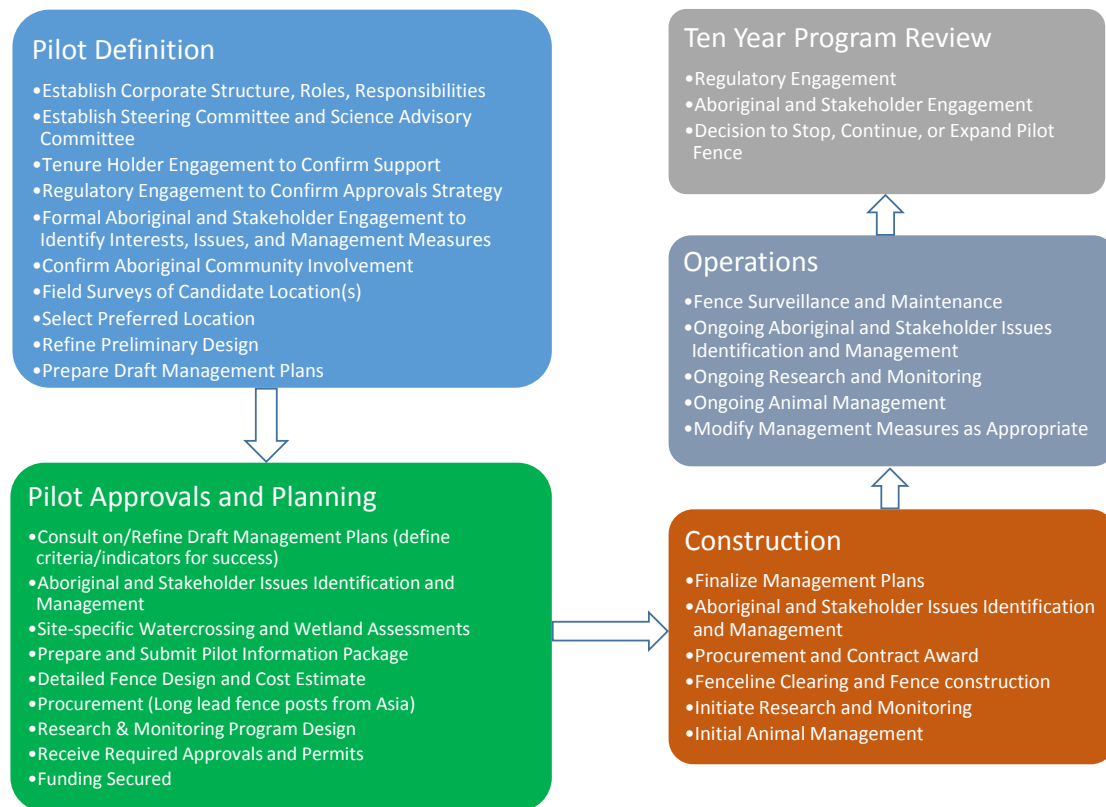 Pilot Definition
•Establish Corporate Structure, Roles, Responsibilities
•Establish Steering Committee and Science Advisory
Committee
•Tenure Holder Engagement to Confirm Support
•Regulatory Engagement to Confirm Approvals Strategy
•Formal Aboriginal and Stakeholder Engagement to
Identify Interests, Issues, and Management Measures
•Confirm Aboriginal Community Involvement
•Field Surveys of Candidate Location(s)
•Select Preferred Location
•Refine Preliminary Design
•Prepare Draft Management Plans
Pilot Approvals and Planning
•Consult on/Refine Draft Management Plans (define
criteria/indicators for success)
•Aboriginal and Stakeholder Issues Identification and
Management
•Site-specific Watercrossing and Wetland Assessments
•Prepare and Submit Pilot Information Package
•Detailed Fence Design and Cost Estimate
•Procurement (Long lead fence posts from Asia)
•Research & Monitoring Program Design
•Receive Required Approvals and Permits
•Funding Secured
Construction
•Finalize Management Plans
•Aboriginal and Stakeholder Issues Identification
and Management
•Procurement and Contract Award
•Fenceline Clearing and Fence construction
•Initiate Research and Monitoring
•Initial Animal Management
Operations
•Fence Surveillance and Maintenance
•Ongoing Aboriginal and Stakeholder Issues
Identification and Management
•Ongoing Research and Monitoring
•Ongoing Animal Management
•Modify Management Measures as Appropriate
Ten Year Program Review
•Regulatory Engagement
•Aboriginal and Stakeholder Engagement
•Decision to Stop, Continue, or Expand Pilot
Fence